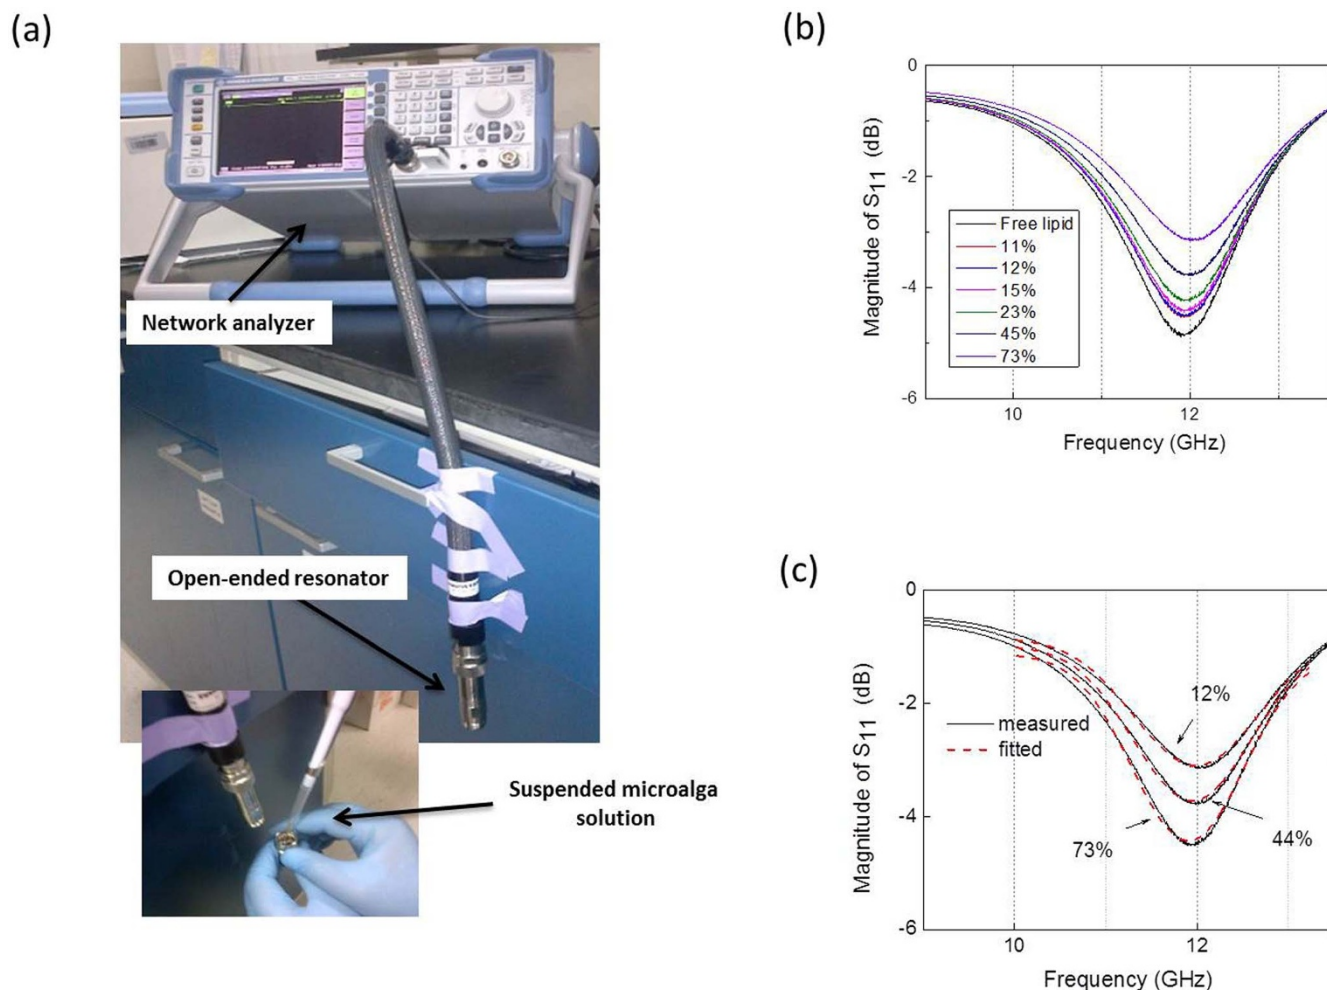 (a)
Network analyzer
Open-ended resonator
Suspended microalga
solution
(b)
0
-2
-4
-6
Magnitude of S11 (dB)
Free lipid
11%
12%
15%
23%
45%
73%
10
12
Frequency (GHz)
(c)
0
-2
-4
-6
Magnitude of S11 (dB)
measured
fitted
12%
73%
44%
10
12
Frequency (GHz)